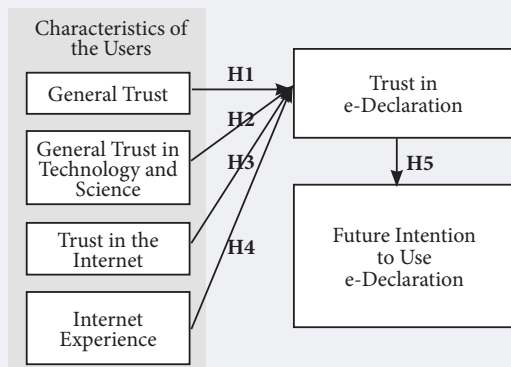 Characteristics of
the Users
General Trust
General Trust in
Technology and
Science
Trust in the
Internet
Internet
Experience
H1
H2
H3
H4
Trust in
e-Declaration
H5
Future Intention
to Use
e-Declaration